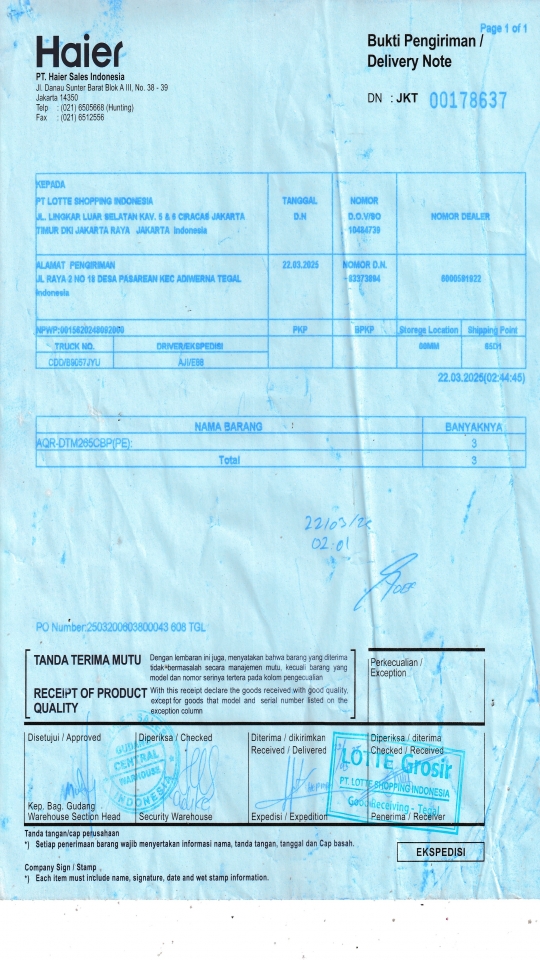 Page 1 of 1
Haier
Bukti Pengiriman /
Delivery Note
PT. Haier Sales Indonesia
Jl. Danau Sunter Barat Blok A III, No. 38 - 39
Jakarta 14350
Telp : (021) 6505668 (Hunting)
Fax : (021) 6512556
DN : JKT 00178637
KEPADA
PT LOTTE SHOPPING INDONESIA TANGGAL NOMOR
JL. LINGKAR LUAR SELATAN KAV. 5 & 6 CIRACAS JAKARTA D.N D.O.V/SO NOMOR DEALER
TIMUR DKI JAKARTA RAYA JAKARTA Indonesia
ALAMAT PENGIRIMAN 22.03.2025 NOMOR D.N.
JL RAYA 2 NO 18 DESA PASAREAN KEC ADIWERNA TEGAL
Indonesia
PKP BPKP Storage Location Shipping Point
TRUCK NO. DRIVER/EKSPEDISI
22.03.2025(02:44:45)
NAMA BARANG BANYAKNYA
AQR-DTM265CBP(PE): 3
Total 3
22/03/
02.01
PO Number:2503200603800043 608 TGL
TANDA TERIMA MUTU
Dengan lembaran ini juga, menyatakan bahwa barang yang diterima
tidak bermasalah secara manajemen mutu, kecuali barang yang
model dan nomor serinya tertera pada kolom pengecualian
RECEIPT OF PRODUCT
QUALITY
With this receipt declare the goods received with good quality,
except for goods that model and serial number listed on the
exception column
Perkecualian /
Exception
Disetujui / Approved Diperiksa / Checked Diterima / dikirimkan Diperiksa / diterima
Received / Delivered Checked / Received
GUDANG
CENTRAL
WAREHOUSE
INDONESIA
LOTTE Grosir
PT. LOTTE SHOPPING INDONESIA
Good Receiving - Tegal
Kep. Bag. Gudang
Warehouse Section Head Security Warehouse Expedisi / Expedition Penerima / Receiver
Tanda tangan/cap perusahaan
*) Setiap penerimaan barang wajib menyertakan informasi nama, tanda tangan, tanggal dan Cap basah.
EKSPEDISI
Company Sign / Stamp
*) Each item must include name, signature, date and wet stamp information.